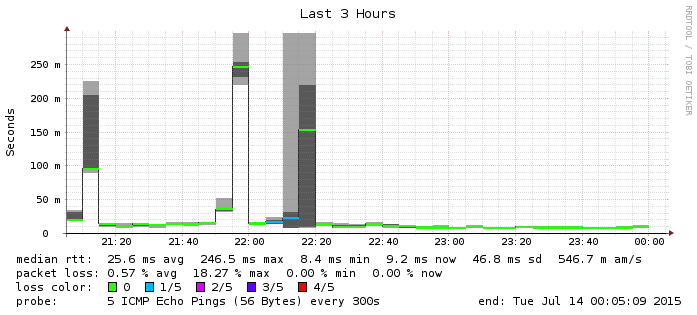 Last 3 Hours
RRDTOOL / TOBI OETIKER
Seconds
250 m
200 m
150 m
100 m
50 m
0
21:20 21:40 22:00 22:20 22:40 23:00 23:20 23:40 00:00
median rtt: 25.6 ms avg 246.5 ms max 8.4 ms min 9.2 ms now 46.8 ms sd 546.7 m am/s
packet loss: 0.57 % avg 18.27 % max 0.00 % min 0.00 % now
loss color: 0 1/5 2/5 3/5 4/5
probe: 5 ICMP Echo Pings (56 Bytes) every 300s end: Tue Jul 14 00:05:09 2015